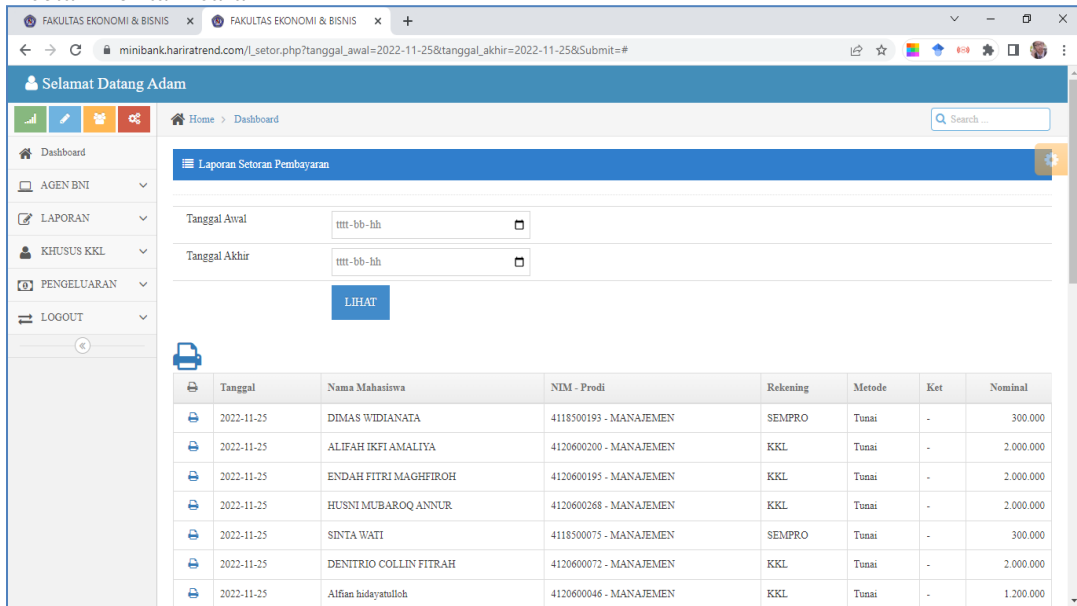 FAKULTAS EKONOMI & BISNIS
FAKULTAS EKONOMI & BISNIS
minibank.hariratrend.com/l_setor.php?tanggal_awal=2022-11-25&tanggal_akhir=2022-11-25&Submit=#
Selamat Datang Adam
Home > Dashboard
Search ...
Dashboard
AGEN BNI
LAPORAN
KHUSUS KKL
PENGELUARAN
LOGOUT
Laporan Setoran Pembayaran
Tanggal Awal tttt-bb-hh
Tanggal Akhir tttt-bb-hh
LIHAT
Tanggal Nama Mahasiswa NIM - Prodi Rekening Metode Ket Nominal
2022-11-25 DIMAS WIDIANATA 4118500193 - MANAJEMEN SEMPRO Tunai - 300.000
2022-11-25 ALIFAH IKFI AMALIYA 4120600200 - MANAJEMEN KKL Tunai - 2.000.000
2022-11-25 ENDAH FITRI MAGHFIROH 4120600195 - MANAJEMEN KKL Tunai - 2.000.000
2022-11-25 HUSNI MUBAROQ ANNUR 4120600268 - MANAJEMEN KKL Tunai - 2.000.000
2022-11-25 SINTA WATI 4118500075 - MANAJEMEN SEMPRO Tunai - 300.000
2022-11-25 DENITRIO COLLIN FITRAH 4120600072 - MANAJEMEN KKL Tunai - 2.000.000
2022-11-25 Alfian hidayatulloh 4120600046 - MANAJEMEN KKL Tunai - 1.200.000